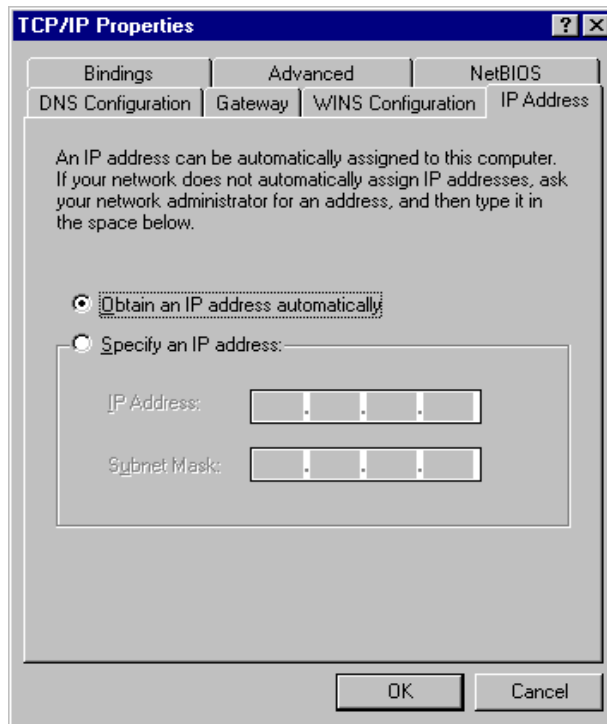 TCP/IP Properties
Bindings Advanced NetBIOS
DNS Configuration Gateway WINS Configuration IP Address
An IP address can be automatically assigned to this computer.
If your network does not automatically assign IP addresses, ask
your network administrator for an address, and then type it in
the space below.
Obtain an IP address automatically
Specify an IP address:
IP Address:
Subnet Mask:
OK Cancel